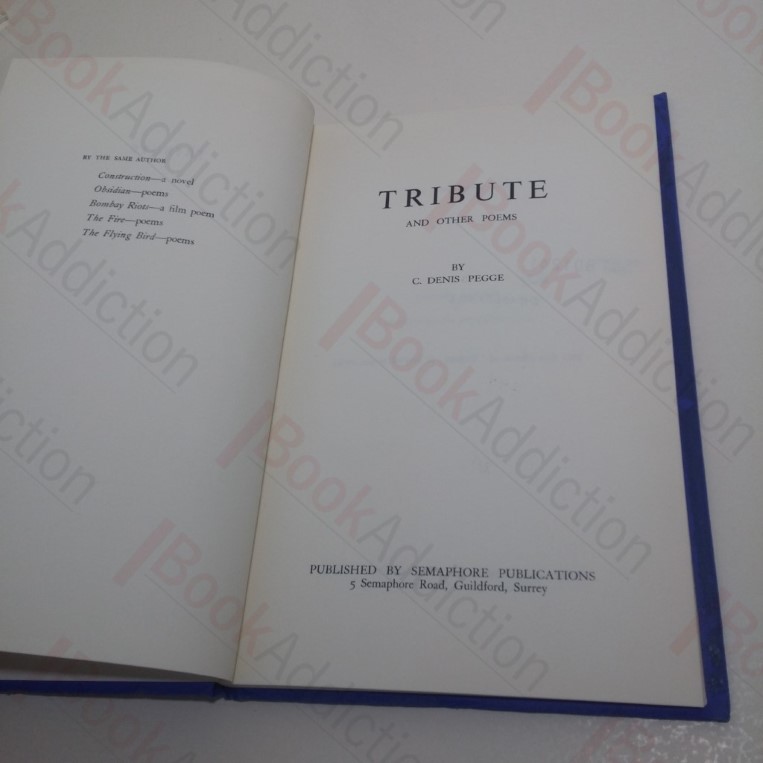 BY THE SAME AUTHOR
Construction—a novel
Obsidian—poems
Bombay Riots—a film poem
The Fire—poems
The Flying Bird—poems
TRIBUTE
AND OTHER POEMS
BY
C. DENIS PEGGE
PUBLISHED BY SEMAPHORE PUBLICATIONS
5 Semaphore Road, Guildford, Surrey
BookAddiction